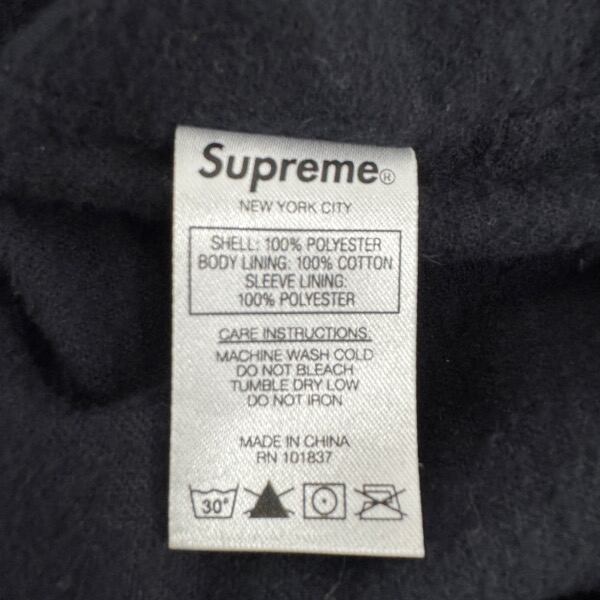 Supreme®
NEW YORK CITY
SHELL: 100% POLYESTER
BODY LINING: 100% COTTON
SLEEVE LINING:
100% POLYESTER
CARE INSTRUCTIONS:
MACHINE WASH COLD
DO NOT BLEACH
TUMBLE DRY LOW
DO NOT IRON
MADE IN CHINA
RN 101837
30°